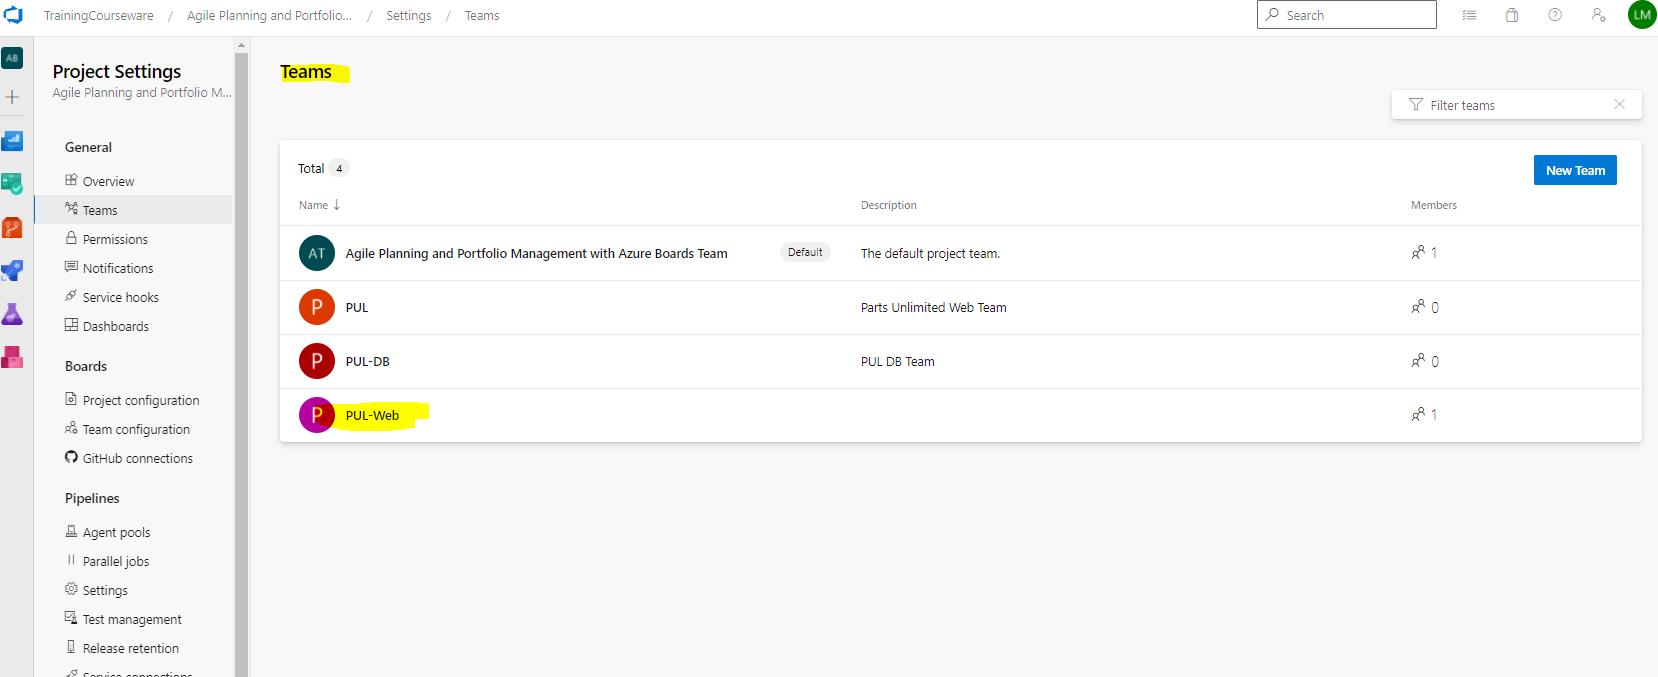 TrainingCourseware / Agile Planning and Portfolio... / Settings / Teams
Search
LM
AB
Project Settings
Agile Planning and Portfolio M...
General
Overview
Teams
Permissions
Notifications
Service hooks
Dashboards
Boards
Project configuration
Team configuration
GitHub connections
Pipelines
Agent pools
Parallel jobs
Settings
Test management
Release retention
Service connections
Teams
Filter teams
Total 4
New Team
Name Description Members
AT Agile Planning and Portfolio Management with Azure Boards Team Default The default project team. 1
P PUL Parts Unlimited Web Team 0
P PUL-DB PUL DB Team 0
P PUL-Web 1